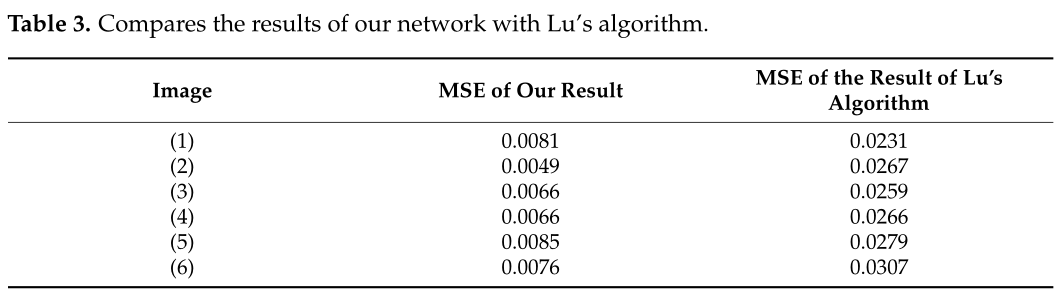 Table 3. Compares the results of our network with Lu’s algorithm.
Image MSE of Our Result MSE of the Result of Lu’s
Algorithm
(1) 0.0081 0.0231
(2) 0.0049 0.0267
(3) 0.0066 0.0259
(4) 0.0066 0.0266
(5) 0.0085 0.0279
(6) 0.0076 0.0307